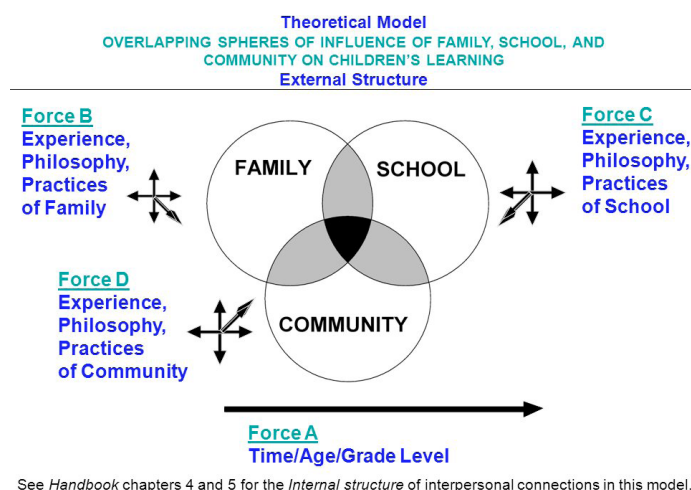 Theoretical Model
OVERLAPPING SPHERES OF INFLUENCE OF FAMILY, SCHOOL, AND
COMMUNITY ON CHILDREN'S LEARNING
External Structure
Force B
Experience,
Philosophy,
Practices
of Family
FAMILY
SCHOOL
Force C
Experience,
Philosophy,
Practices
of School
Force D
Experience,
Philosophy,
Practices
of Community
COMMUNITY
Force A
Time/Age/Grade Level
See Handbook chapters 4 and 5 for the Internal structure of interpersonal connections in this model.